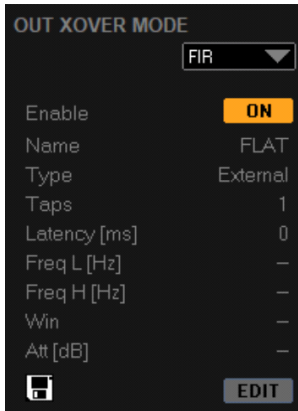 OUT XOVER MODE
FIR
Enable ON
Name FLAT
Type External
Taps 1
Latency [ms] 0
Freq L [Hz] –
Freq H [Hz] –
Win –
Att [dB] –
EDIT